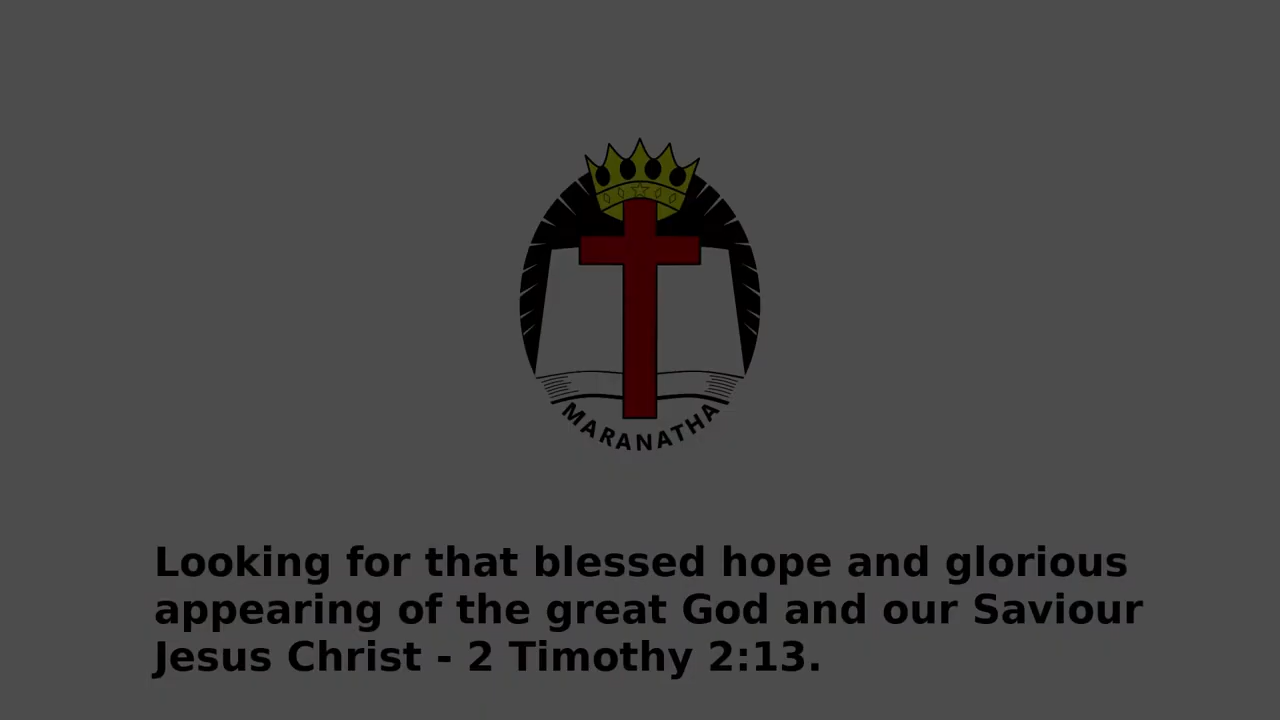 MARANATHA
Looking for that blessed hope and glorious
appearing of the great God and our Saviour
Jesus Christ - 2 Timothy 2:13.